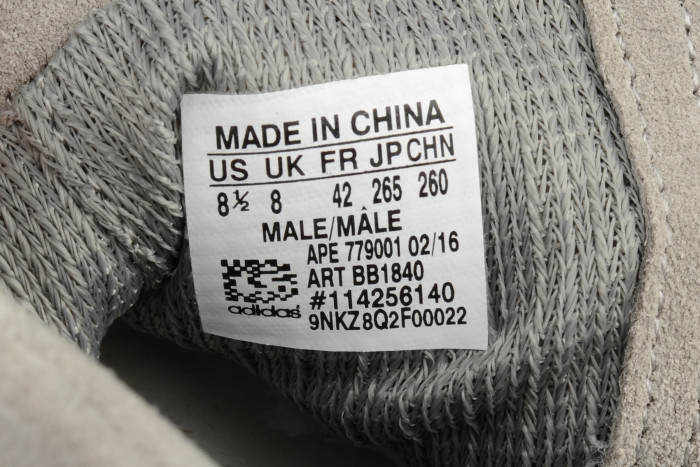 MADE IN CHINA
US UK FR JP CHN
8½ 8 42 265 260
MALE/MÂLE
APE 779001 02/16
ART BB1840
#114256140
adidas
9NKZ8Q2F00022